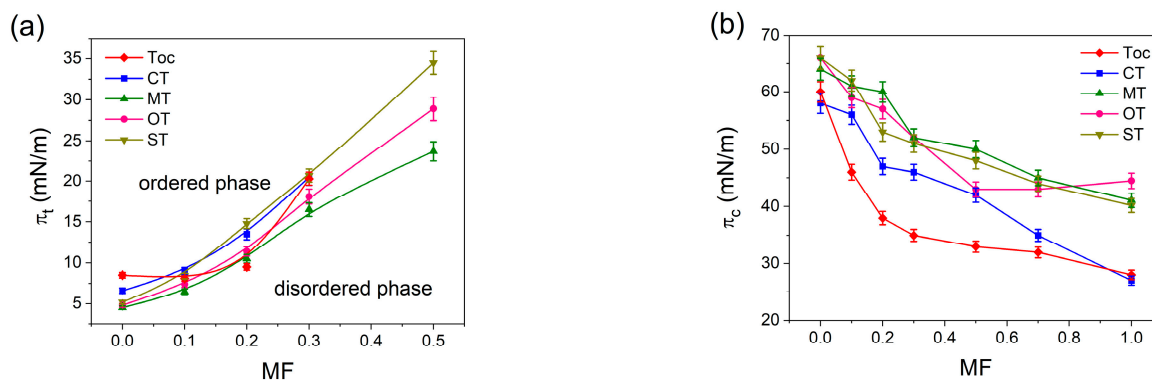 (a)
π_t (mN/m)
35
30
25
20
15
10
5
Toc
CT
MT
OT
ST
ordered phase
disordered phase
0.0 0.1 0.2 0.3 0.4 0.5
MF
(b)
π_c (mN/m)
70
60
50
40
30
20
Toc
CT
MT
OT
ST
0.0 0.2 0.4 0.6 0.8 1.0
MF